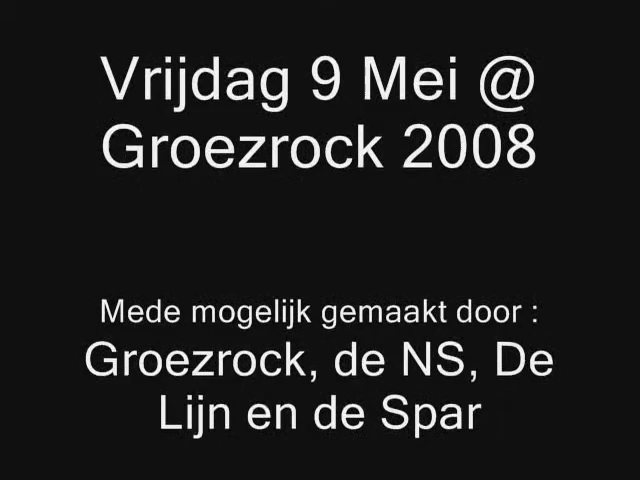 Vrijdag 9 Mei @
Groezrock 2008
Mede mogelijk gemaakt door :
Groezrock, de NS, De
Lijn en de Spar